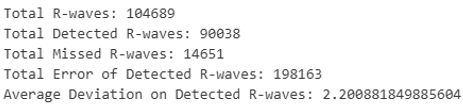 Total R-waves: 104689
Total Detected R-waves: 90038
Total Missed R-waves: 14651
Total Error of Detected R-waves: 198163
Average Deviation on Detected R-waves: 2.200881849885604